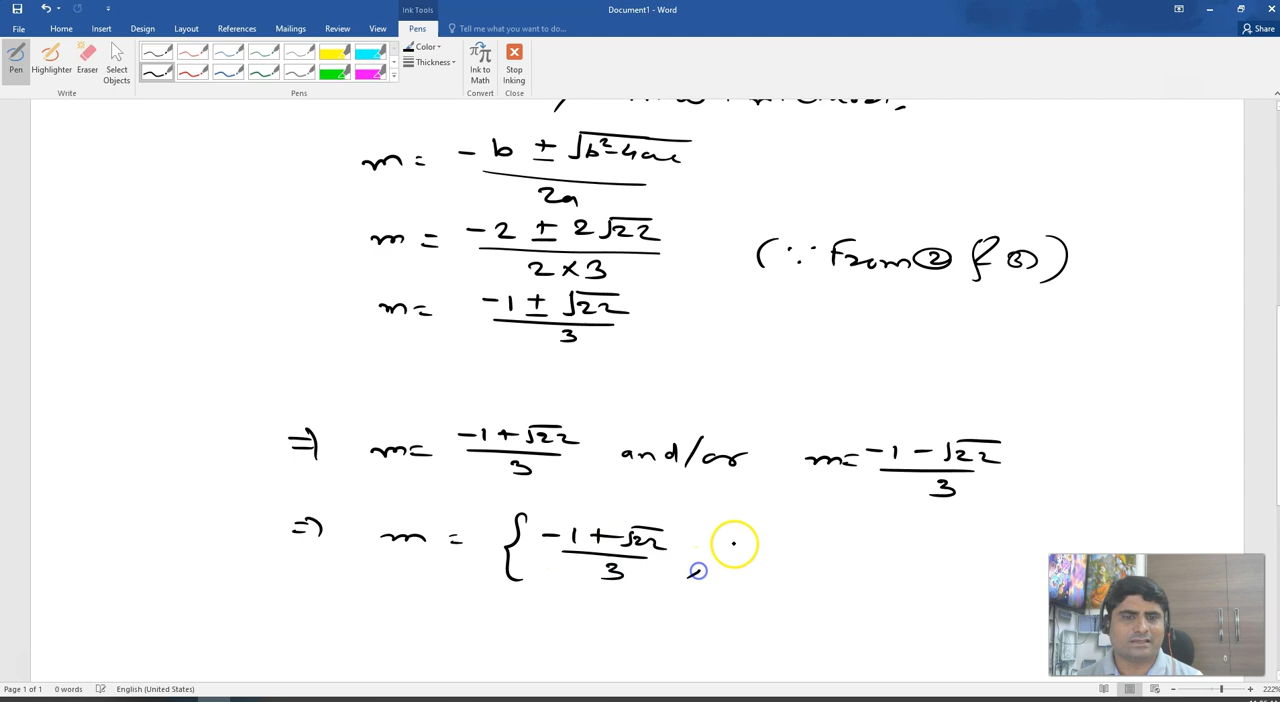 Ink Tools
Document1 - Word
File Home Insert Draw Design Layout References Mailings Review View Help Pens Tell me what you want to do... Share
Pen Highlighter Eraser Select Objects
Color
Thickness
Ink to Math
Stop Inking
Write Pens Convert Close
m = (-b ± √(b²-4ac))/2a
m = (-2 ± 2√22)/(2×3) (∵ From ② & ③)
m = (-1 ± √22)/3
⇒ m = (-1+√22)/3 and/or m = (-1-√22)/3
⇒ m = { (-1+√22)/3 ,
Page 1 of 1 0 words English (United States) 222%